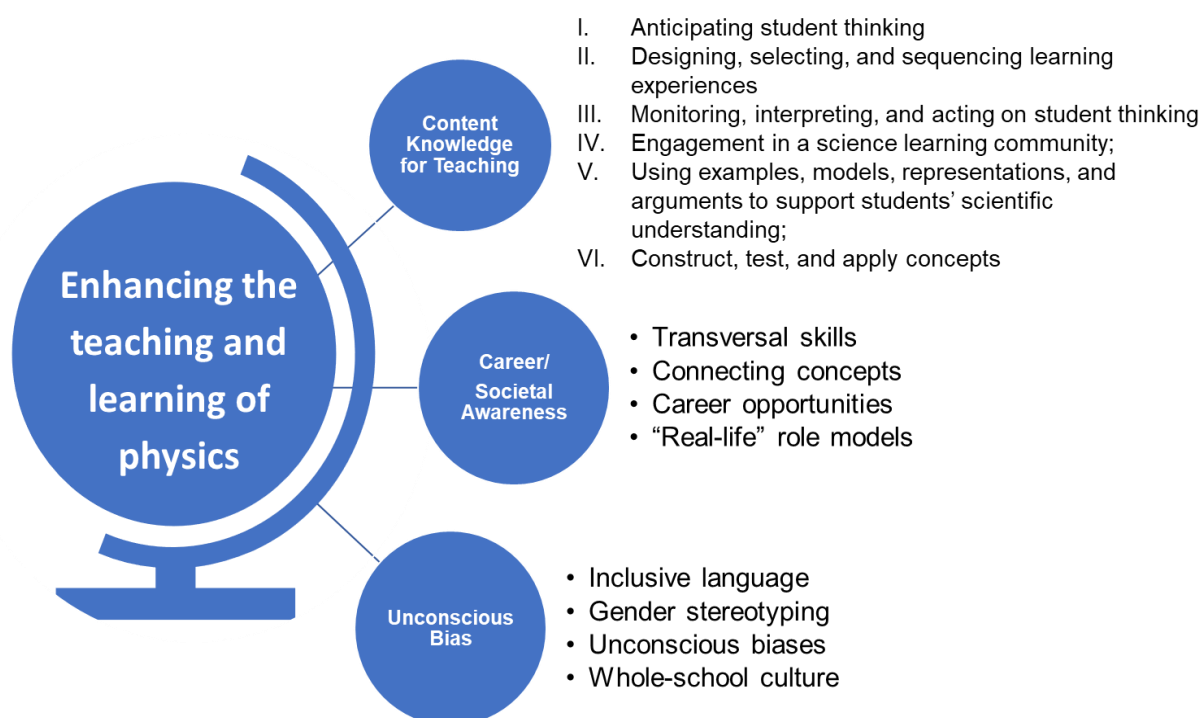 Enhancing the
teaching and
learning of
physics
Content
Knowledge
for Teaching
I. Anticipating student thinking
II. Designing, selecting, and sequencing learning
experiences
III. Monitoring, interpreting, and acting on student thinking
IV. Engagement in a science learning community;
V. Using examples, models, representations, and
arguments to support students’ scientific
understanding;
VI. Construct, test, and apply concepts
Career/
Societal
Awareness
• Transversal skills
• Connecting concepts
• Career opportunities
• “Real-life” role models
Unconscious
Bias
• Inclusive language
• Gender stereotyping
• Unconscious biases
• Whole-school culture